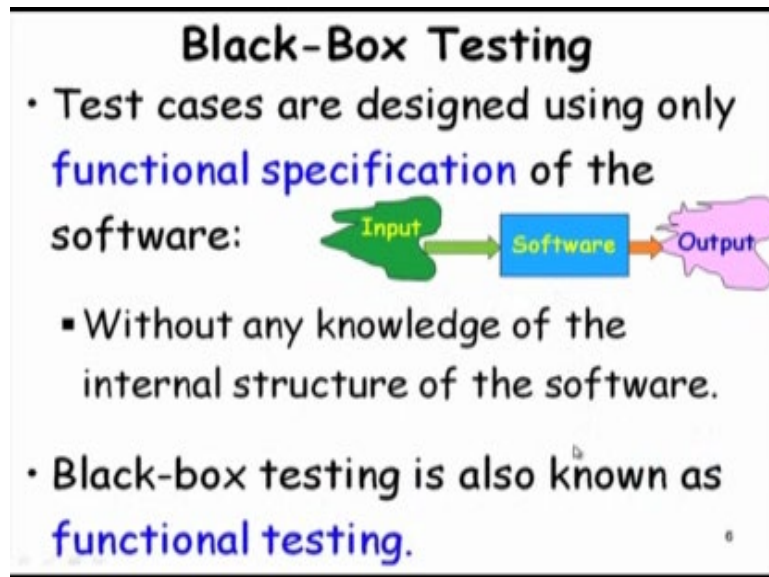 Black-Box Testing
• Test cases are designed using only
functional specification of the
software:
Input
Software
Output
▪ Without any knowledge of the
internal structure of the software.
• Black-box testing is also known as
functional testing.
6